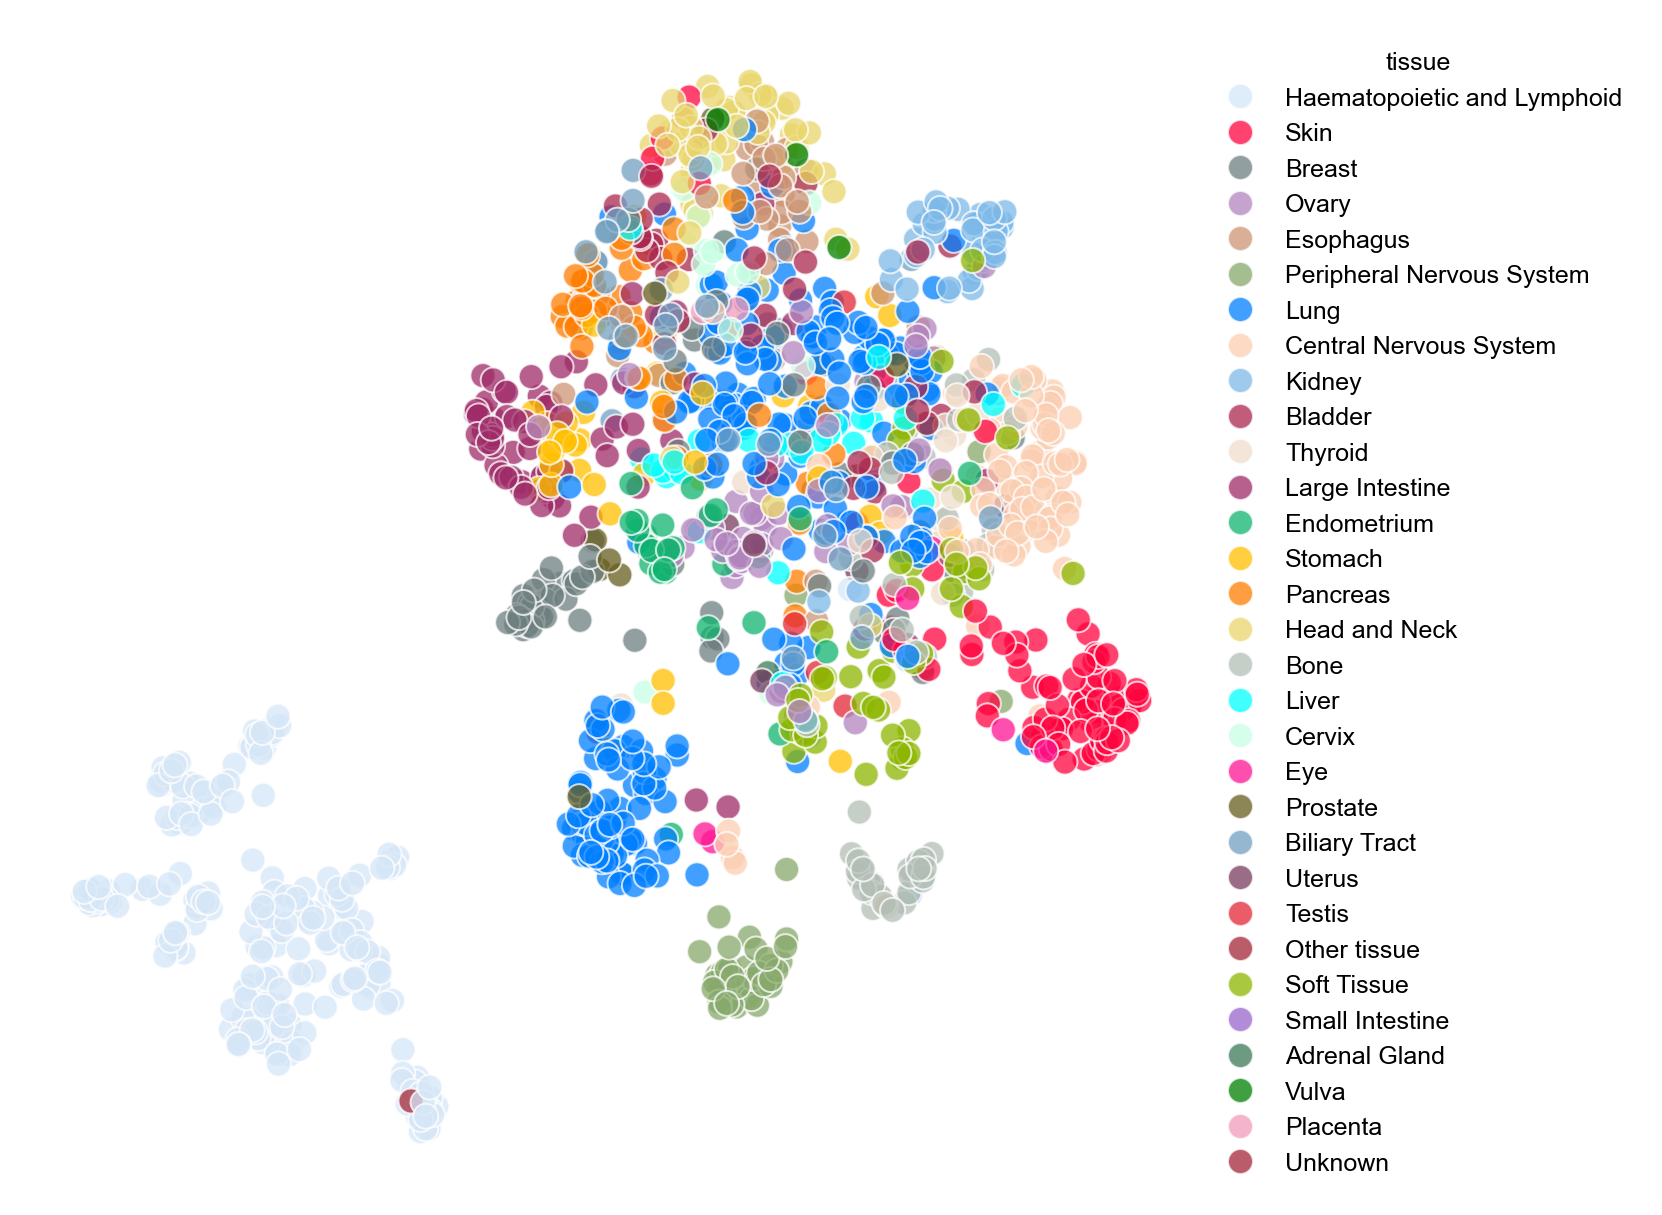 tissue
Haematopoietic and Lymphoid
Skin
Breast
Ovary
Esophagus
Peripheral Nervous System
Lung
Central Nervous System
Kidney
Bladder
Thyroid
Large Intestine
Endometrium
Stomach
Pancreas
Head and Neck
Bone
Liver
Cervix
Eye
Prostate
Biliary Tract
Uterus
Testis
Other tissue
Soft Tissue
Small Intestine
Adrenal Gland
Vulva
Placenta
Unknown